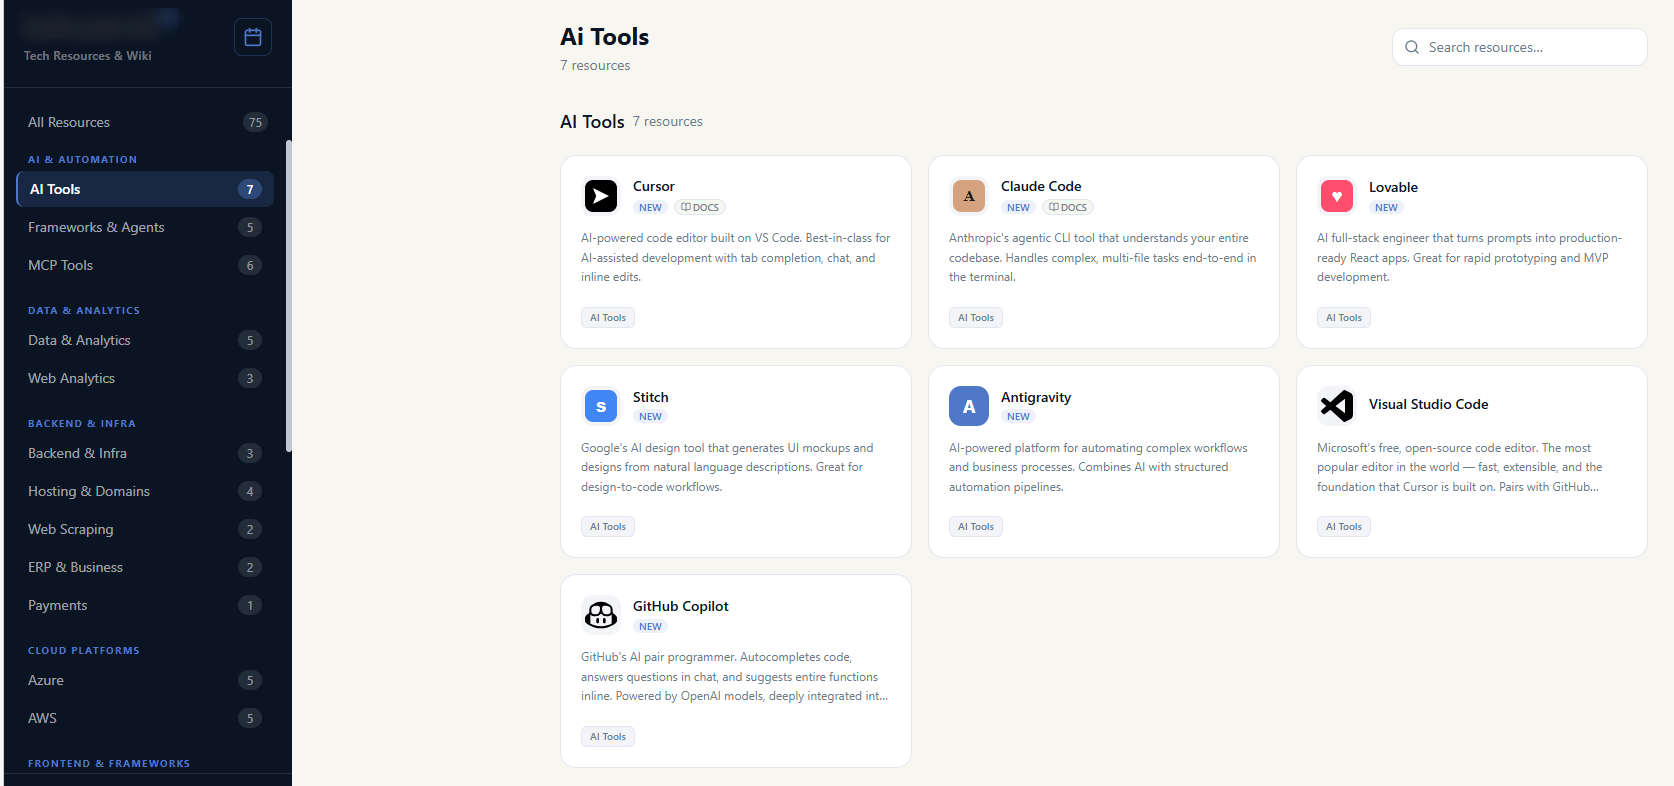 Tech Resources & Wiki
All Resources
75
AI & AUTOMATION
AI Tools
7
Frameworks & Agents
5
MCP Tools
6
DATA & ANALYTICS
Data & Analytics
5
Web Analytics
3
BACKEND & INFRA
Backend & Infra
3
Hosting & Domains
4
Web Scraping
2
ERP & Business
2
Payments
1
CLOUD PLATFORMS
Azure
5
AWS
5
FRONTEND & FRAMEWORKS
Ai Tools
7 resources
Search resources...
AI Tools 7 resources
Cursor
NEW DOCS
AI-powered code editor built on VS Code. Best-in-class for
AI-assisted development with tab completion, chat, and
inline edits.
AI Tools
A
Claude Code
NEW DOCS
Anthropic's agentic CLI tool that understands your entire
codebase. Handles complex, multi-file tasks end-to-end in
the terminal.
AI Tools
Lovable
NEW
AI full-stack engineer that turns prompts into production-
ready React apps. Great for rapid prototyping and MVP
development.
AI Tools
S
Stitch
NEW
Google's AI design tool that generates UI mockups and
designs from natural language descriptions. Great for
design-to-code workflows.
AI Tools
A
Antigravity
NEW
AI-powered platform for automating complex workflows
and business processes. Combines AI with structured
automation pipelines.
AI Tools
Visual Studio Code
Microsoft's free, open-source code editor. The most
popular editor in the world — fast, extensible, and the
foundation that Cursor is built on. Pairs with GitHub...
AI Tools
GitHub Copilot
NEW
GitHub's AI pair programmer. Autocompletes code,
answers questions in chat, and suggests entire functions
inline. Powered by OpenAI models, deeply integrated int...
AI Tools